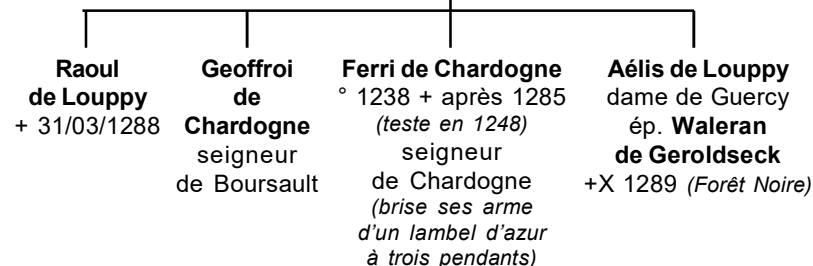 Raoul
de Louppy
+ 31/03/1288
Geoffroi
de
Chardogne
seigneur
de Boursault
Ferri de Chardogne
° 1238 + après 1285
(teste en 1248)
seigneur
de Chardogne
(brise ses arme
d'un lambel d'azur
à trois pendants)
Aélis de Louppy
dame de Guercy
ép. Waleran
de Geroldseck
+X 1289 (Forêt Noire)